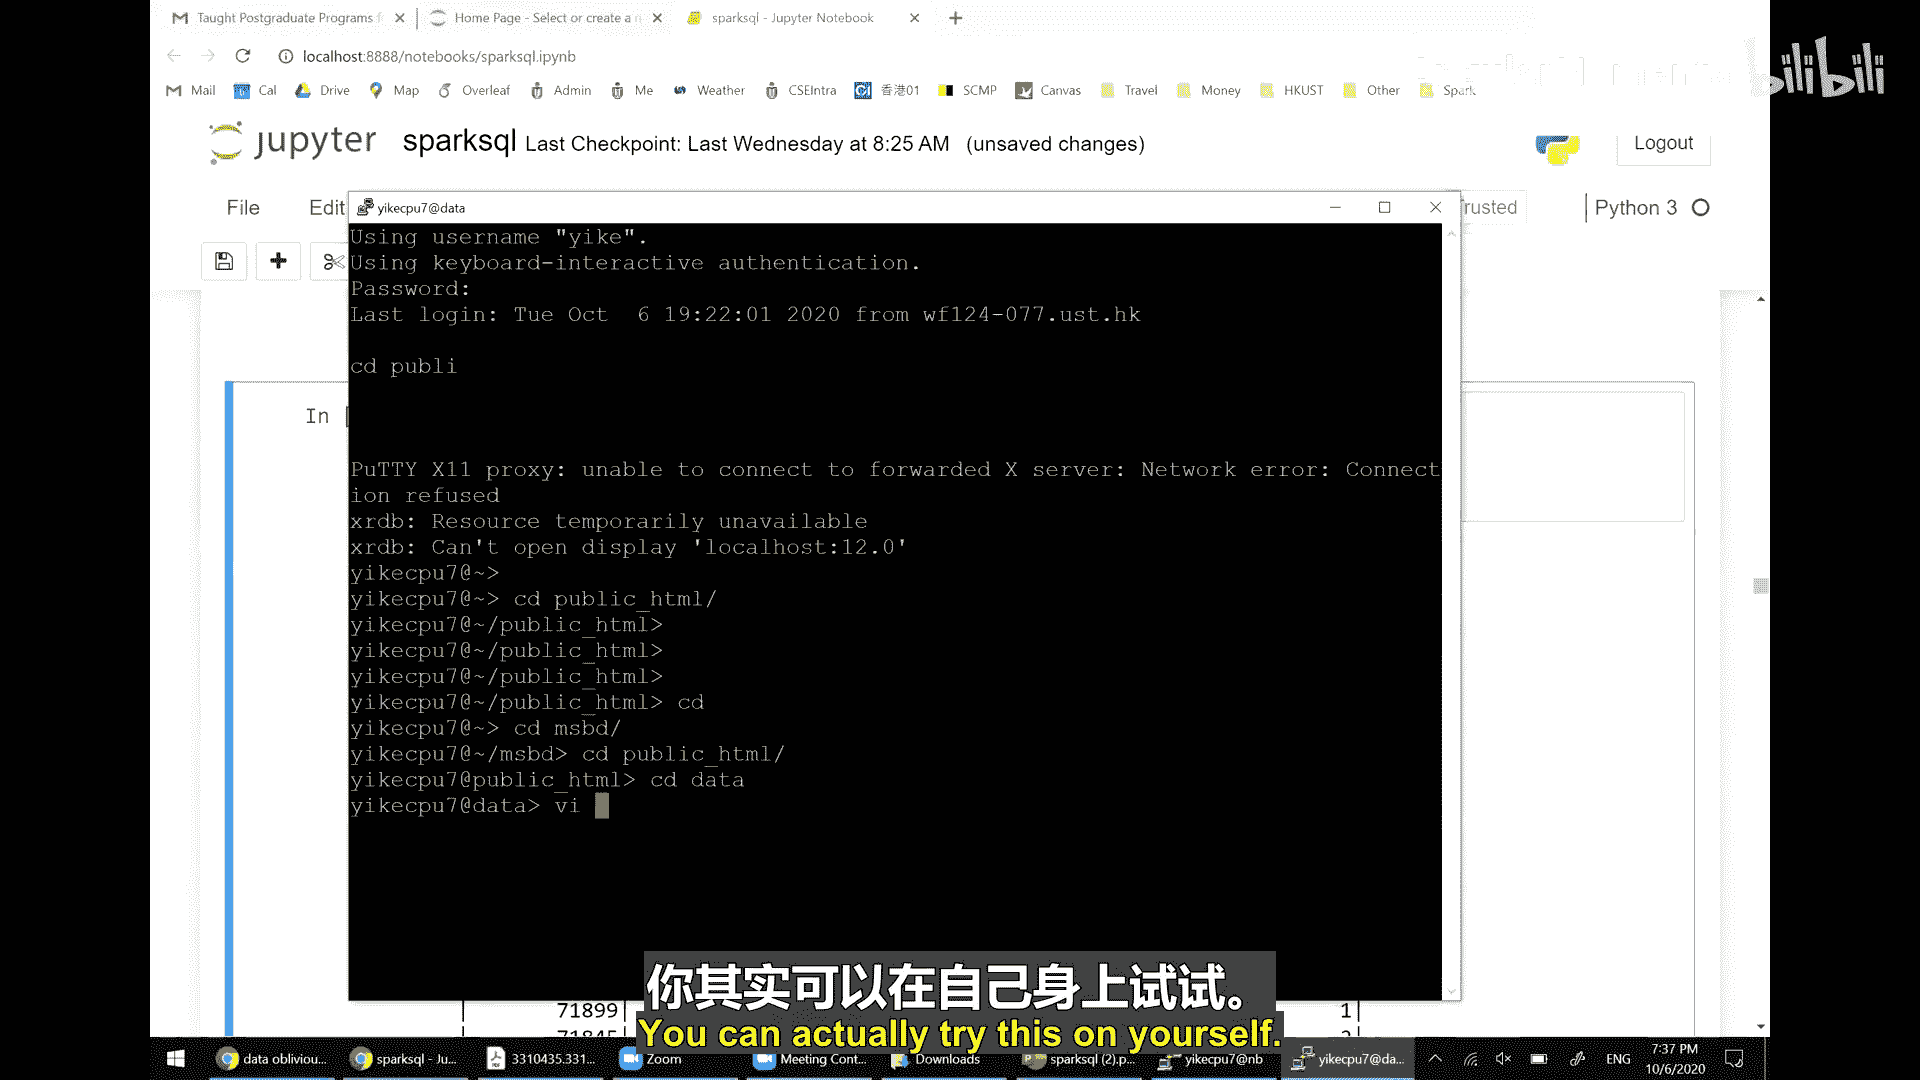 Taught Postgraduate Programs f
Home Page - Select or create a n
sparksql - Jupyter Notebook
localhost:8888/notebooks/sparksql.ipynb
Mail Cal Drive Map Overleaf Admin Me Weather CSEIntra 香港01 SCMP Canvas Travel Money HKUST Other Spark
bilibili
jupyter sparksql Last Checkpoint: Last Wednesday at 8:25 AM (unsaved changes)
Logout
File Edit
rusted
Python 3
yikecpu7@data
Using username "yike".
Using keyboard-interactive authentication.
Password:
Last login: Tue Oct  6 19:22:01 2020 from wf124-077.ust.hk
cd publi
In [
PuTTY X11 proxy: unable to connect to forwarded X server: Network error: Connect
ion refused
xrdb: Resource temporarily unavailable
xrdb: Can't open display 'localhost:12.0'
yikecpu7@~>
yikecpu7@~> cd public_html/
yikecpu7@~/public_html>
yikecpu7@~/public_html>
yikecpu7@~/public_html>
yikecpu7@~/public_html> cd
yikecpu7@~> cd msbd/
yikecpu7@~/msbd> cd public_html/
yikecpu7@public_html> cd data
yikecpu7@data> vi
你其实可以在自己身上试试。
| 71899| 1|
You can actually try this on yourself.
data obliviou... sparksql - Ju... 3310435.331... Zoom Meeting Cont... Downloads sparksql (2).p... yikecpu7@nb yikecpu7@da... ENG
7:37 PM
10/6/2020